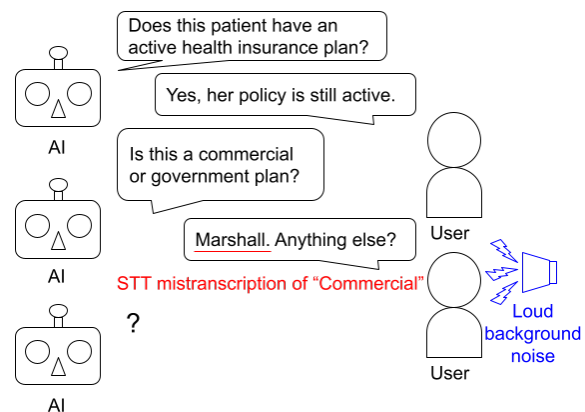 Does this patient have an
active health insurance plan?
AI
Yes, her policy is still active.
Is this a commercial
or government plan?
User
AI
Marshall. Anything else?
STT mistranscription of “Commercial”
?
Loud
background
noise
User
AI